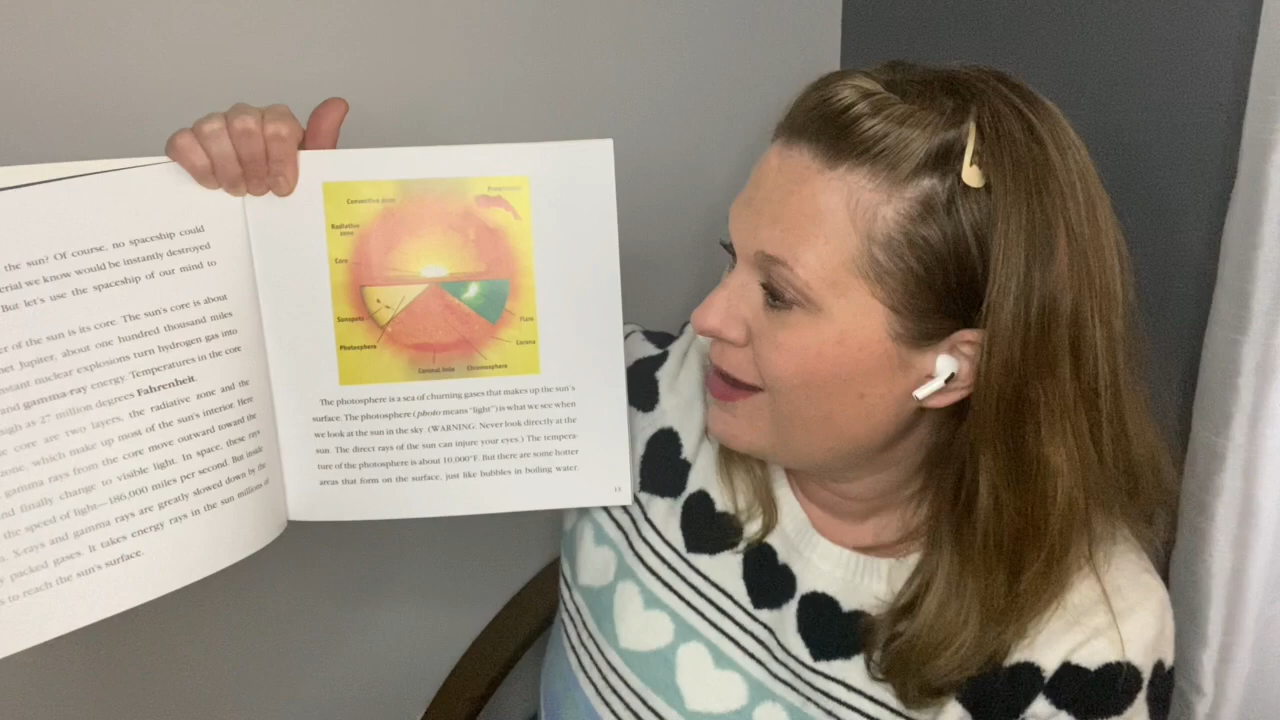 the sun? Of course, no spaceship could
erial we know would be instantly destroyed
But let's use the spaceship of our mind to
er of the sun is its core. The sun's core is about
et Jupiter, about one hundred thousand miles
nstant nuclear explosions turn hydrogen gas into
and gamma-ray energy. Temperatures in the core
high as 27 million degrees Fahrenheit.
e core are two layers, the radiative zone and the
zone, which make up most of the sun's interior. Here
gamma rays from the core move outward toward the
nd finally change to visible light. In space, these rays
the speed of light—186,000 miles per second. But inside
X-rays and gamma rays are greatly slowed down by the
y packed gases. It takes energy rays in the sun millions of
s to reach the sun's surface.
Prominence
Convective zone
Radiative
zone
Core
Sunspots
Photosphere
Flare
Corona
Coronal hole
Chromosphere
The photosphere is a sea of churning gases that makes up the sun's
surface. The photosphere (photo means "light") is what we see when
we look at the sun in the sky. (WARNING: Never look directly at the
sun. The direct rays of the sun can injure your eyes.) The tempera-
ture of the photosphere is about 10,000°F. But there are some hotter
areas that form on the surface, just like bubbles in boiling water.